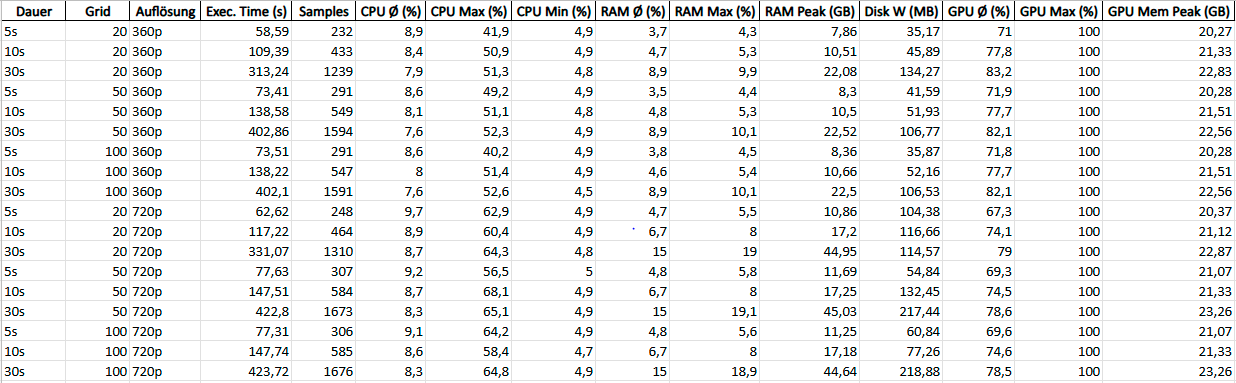 Dauer Grid Auflösung Exec. Time (s) Samples CPU Ø (%) CPU Max (%) CPU Min (%) RAM Ø (%) RAM Max (%) RAM Peak (GB) Disk W (MB) GPU Ø (%) GPU Max (%) GPU Mem Peak (GB)
5s 20 360p 58,59 232 8,9 41,9 4,9 3,7 4,3 7,86 35,17 71 100 20,27
10s 20 360p 109,39 433 8,4 50,9 4,9 4,7 5,3 10,51 45,89 77,8 100 21,33
30s 20 360p 313,24 1239 7,9 51,3 4,8 8,9 9,9 22,08 134,27 83,2 100 22,83
5s 50 360p 73,41 291 8,6 49,2 4,9 3,5 4,4 8,3 41,59 71,9 100 20,28
10s 50 360p 138,58 549 8,1 51,1 4,8 4,8 5,3 10,5 51,93 77,7 100 21,51
30s 50 360p 402,86 1594 7,6 52,3 4,9 8,9 10,1 22,52 106,77 82,1 100 22,56
5s 100 360p 73,51 291 8,6 40,2 4,9 3,8 4,5 8,36 35,87 71,8 100 20,28
10s 100 360p 138,22 547 8 51,4 4,9 4,6 5,4 10,66 52,16 77,7 100 21,51
30s 100 360p 402,1 1591 7,6 52,6 4,5 8,9 10,1 22,5 106,53 82,1 100 22,56
5s 20 720p 62,62 248 9,7 62,9 4,9 4,7 5,5 10,86 104,38 67,3 100 20,37
10s 20 720p 117,22 464 8,9 60,4 4,9 6,7 8 17,2 116,66 74,1 100 21,12
30s 20 720p 331,07 1310 8,7 64,3 4,8 15 19 44,95 114,57 79 100 22,87
5s 50 720p 77,63 307 9,2 56,5 5 4,8 5,8 11,69 54,84 69,3 100 21,07
10s 50 720p 147,51 584 8,7 68,1 4,9 6,7 8 17,25 132,45 74,5 100 21,33
30s 50 720p 422,8 1673 8,3 65,1 4,9 15 19,1 45,03 217,44 78,6 100 23,26
5s 100 720p 77,31 306 9,1 64,2 4,9 4,8 5,6 11,25 60,84 69,6 100 21,07
10s 100 720p 147,74 585 8,6 58,4 4,7 6,7 8 17,18 77,26 74,6 100 21,33
30s 100 720p 423,72 1676 8,3 64,8 4,9 15 18,9 44,64 218,88 78,5 100 23,26